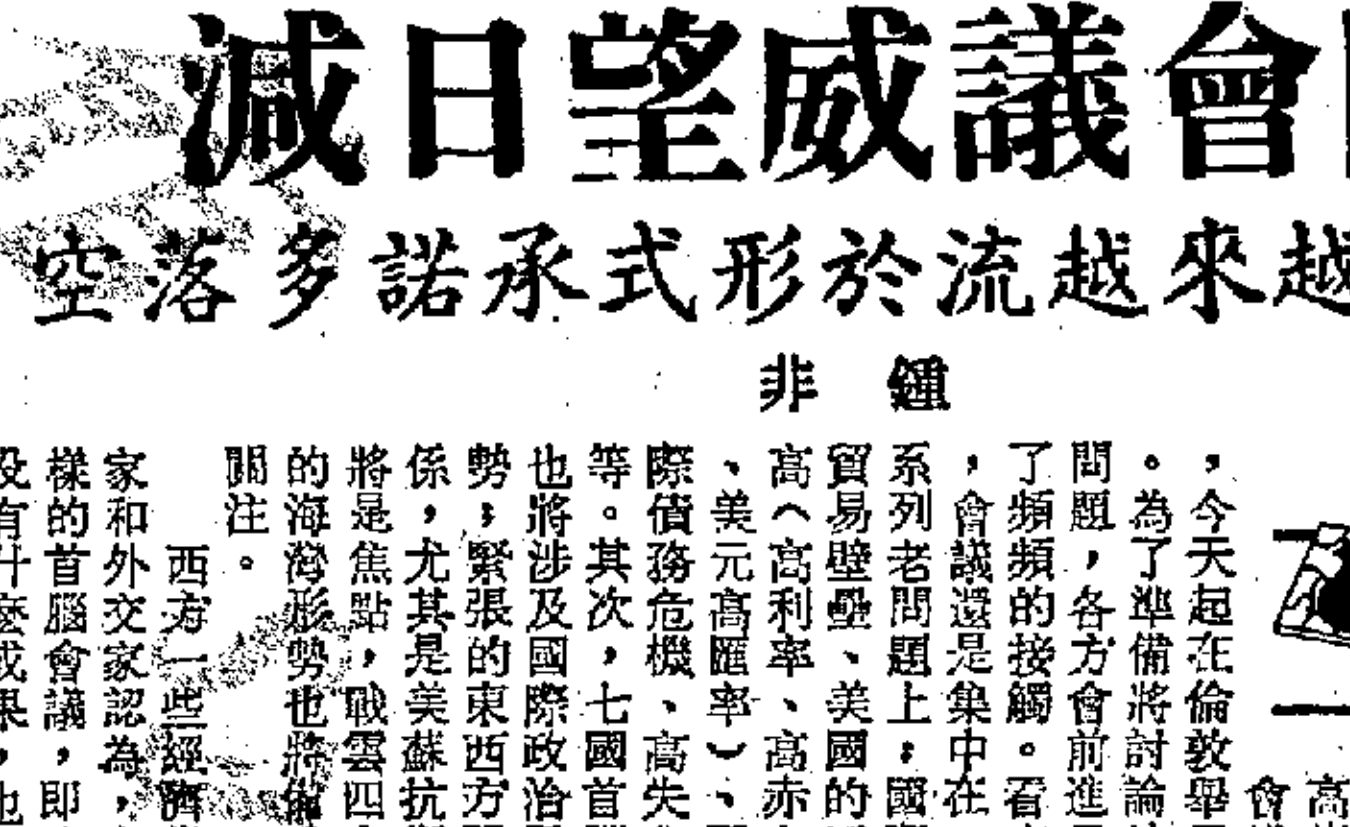 會議威望日減
越來越流於形式承諾多落空
鍾非
高
會
，今天起在倫敦舉
。為了準備將討論
問題，各方會前進
了頻頻的接觸。看
，會議還是集中在
系列老問題上；國
貿易壁壘、美國的
高（高利率、高赤
、美元高匯率）、
際債務危機、高失
等。其次，七國首
也將涉及國際政治
勢；緊張的東西方
係，尤其是美蘇抗
將是焦點，戰雲四
的海灣形勢也將備
關注。
西方一些經濟
家和外交家認為，
樣的首腦會議，即
沒有什麼成果，也